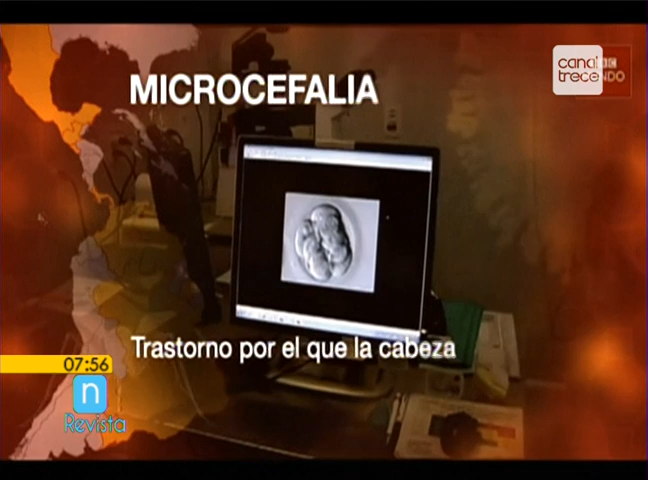 MICROCEFALIA
canal
trece
Trastorno por el que la cabeza
07:56
n
Revista